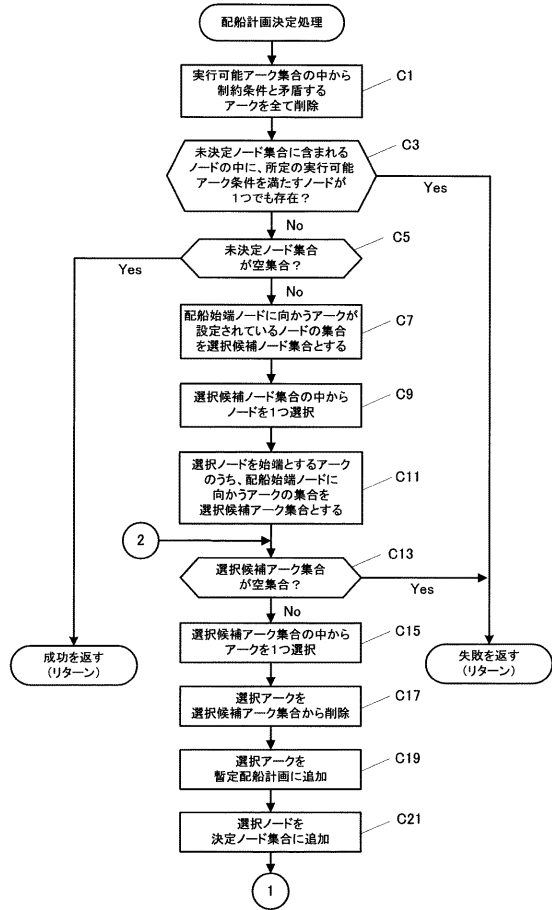 配船計画決定処理
実行可能アーク集合の中から
制約条件と矛盾する
アークを全て削除
C1
未決定ノード集合に含まれる
ノードの中に、所定の実行可能
アーク条件を満たすノードが
1つでも存在?
C3
Yes
No
未決定ノード集合
が空集合?
C5
Yes
No
配船始端ノードに向かうアークが
設定されているノードの集合
を選択候補ノード集合とする
C7
選択候補ノード集合の中から
ノードを1つ選択
C9
選択ノードを始端とするアーク
のうち、配船始端ノードに
向かうアークの集合を
選択候補アーク集合とする
C11
2
選択候補アーク集合
が空集合?
C13
Yes
No
選択候補アーク集合の中から
アークを1つ選択
C15
成功を返す
(リターン)
失敗を返す
(リターン)
選択アークを
選択候補アーク集合から削除
C17
選択アークを
暫定配船計画に追加
C19
選択ノードを
決定ノード集合に追加
C21
1